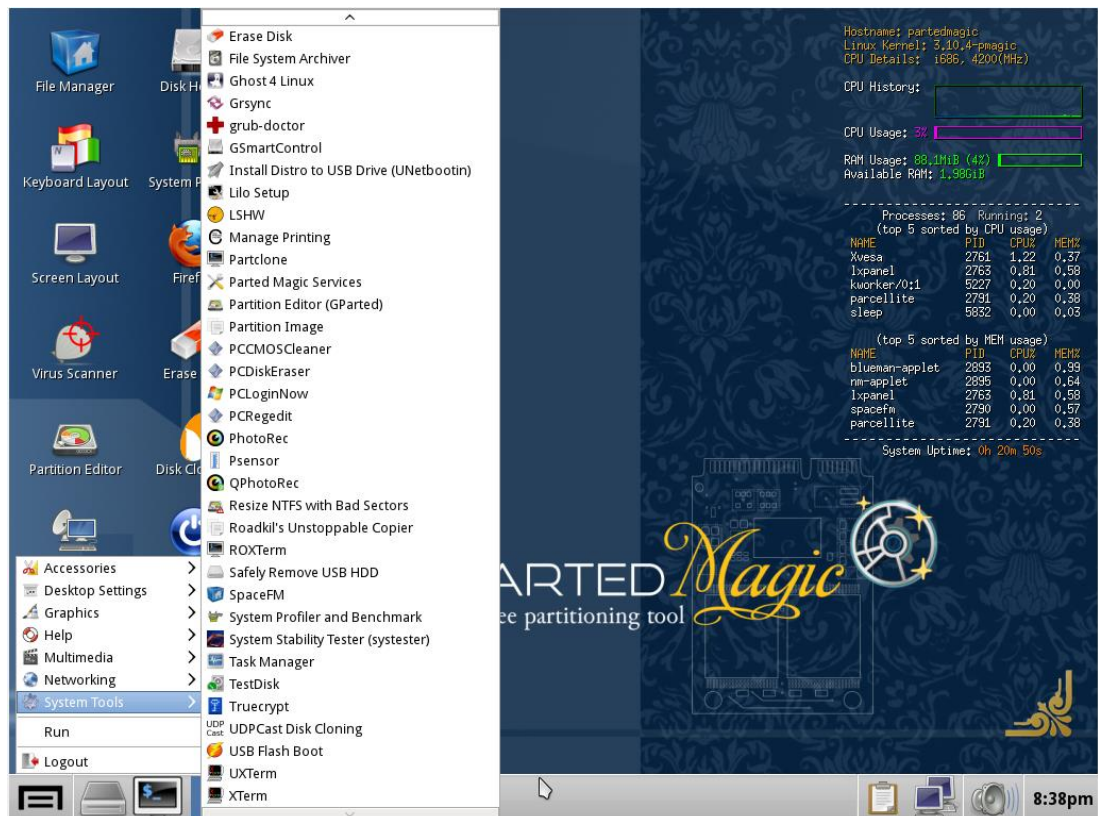 File Manager
Disk H
Keyboard Layout
System P
Screen Layout
Firef
Virus Scanner
Erase
Partition Editor
Disk Clo
Accessories
Desktop Settings
Graphics
Help
Multimedia
Networking
System Tools
Run
Logout
Erase Disk
File System Archiver
Ghost 4 Linux
Grsync
grub-doctor
GSmartControl
Install Distro to USB Drive (UNetbootin)
Lilo Setup
LSHW
Manage Printing
Partclone
Parted Magic Services
Partition Editor (GParted)
Partition Image
PCCMOSCleaner
PCDiskEraser
PCLoginNow
PCRegedit
PhotoRec
Psensor
QPhotoRec
Resize NTFS with Bad Sectors
Roadkil's Unstoppable Copier
ROXTerm
Safely Remove USB HDD
SpaceFM
System Profiler and Benchmark
System Stability Tester (systester)
Task Manager
TestDisk
Truecrypt
UDP Cast UDPCast Disk Cloning
USB Flash Boot
UXTerm
XTerm
Hostname: partedmagic
Linux Kernel: 3.10.4-pmagic
CPU Details: i686, 4200(MHz)
CPU History:
CPU Usage: 3%
RAM Usage: 88.1MiB (4%)
Available RAM: 1.98GiB
Processes: 86 Running: 2
(top 5 sorted by CPU usage)
NAME PID CPU% MEM%
Xvesa 2761 1.22 0.37
lxpanel 2763 0.81 0.58
kworker/0:1 5227 0.20 0.00
parcellite 2791 0.20 0.38
sleep 5832 0.00 0.03
(top 5 sorted by MEM usage)
NAME PID CPU% MEM%
blueman-applet 2893 0.00 0.99
nm-applet 2895 0.00 0.64
lxpanel 2763 0.81 0.58
spacefm 2790 0.00 0.57
parcellite 2791 0.20 0.38
System Uptime: 0h 20m 50s
ARTED Magic
ee partitioning tool
8:38pm